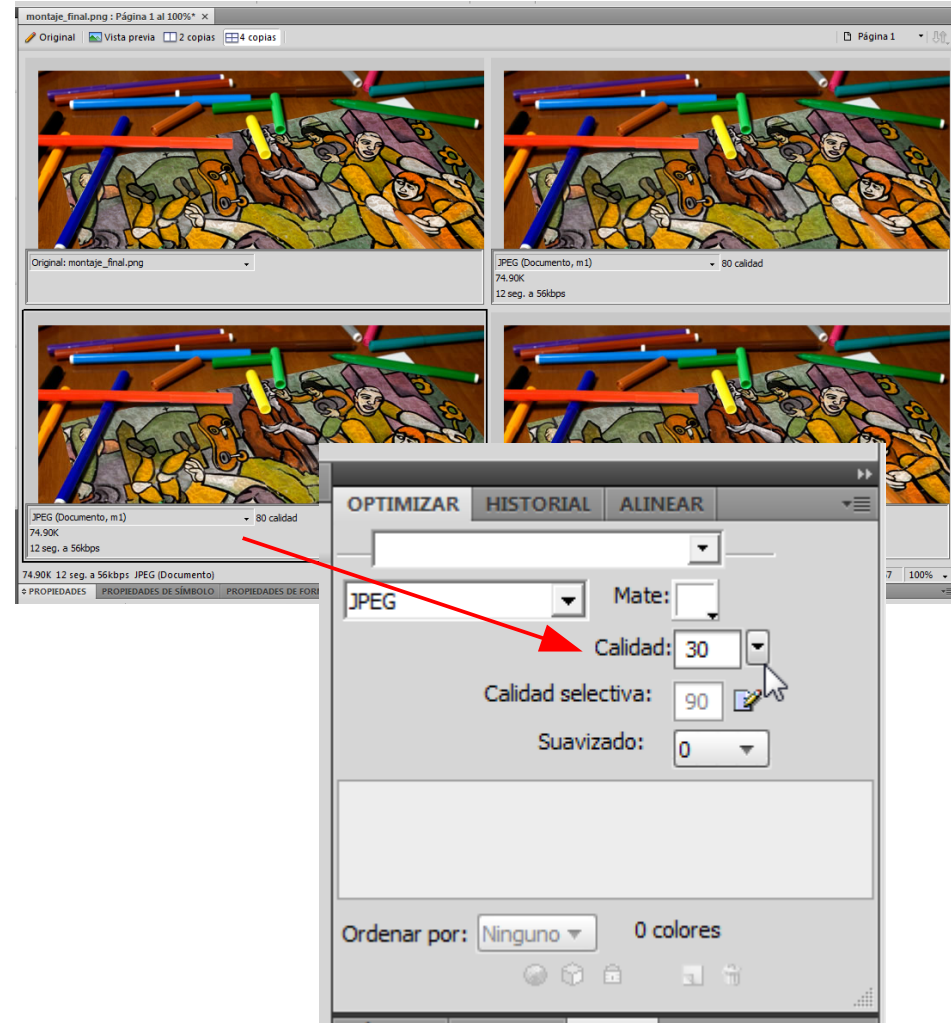 montaje_final.png : Página 1 al 100%* ×
Original Vista previa 2 copias 4 copias Página 1
Original: montaje_final.png
JPEG (Documento, m1) 80 calidad
74.90K
12 seg. a 56kbps
JPEG (Documento, m1) 80 calidad
74.90K
12 seg. a 56kbps
74.90K 12 seg. a 56kbps JPEG (Documento)
100%
PROPIEDADES PROPIEDADES DE SÍMBOLO PROPIEDADES DE
OPTIMIZAR HISTORIAL ALINEAR
JPEG Mate:
Calidad: 30
Calidad selectiva: 90
Suavizado: 0
Ordenar por: Ninguno 0 colores